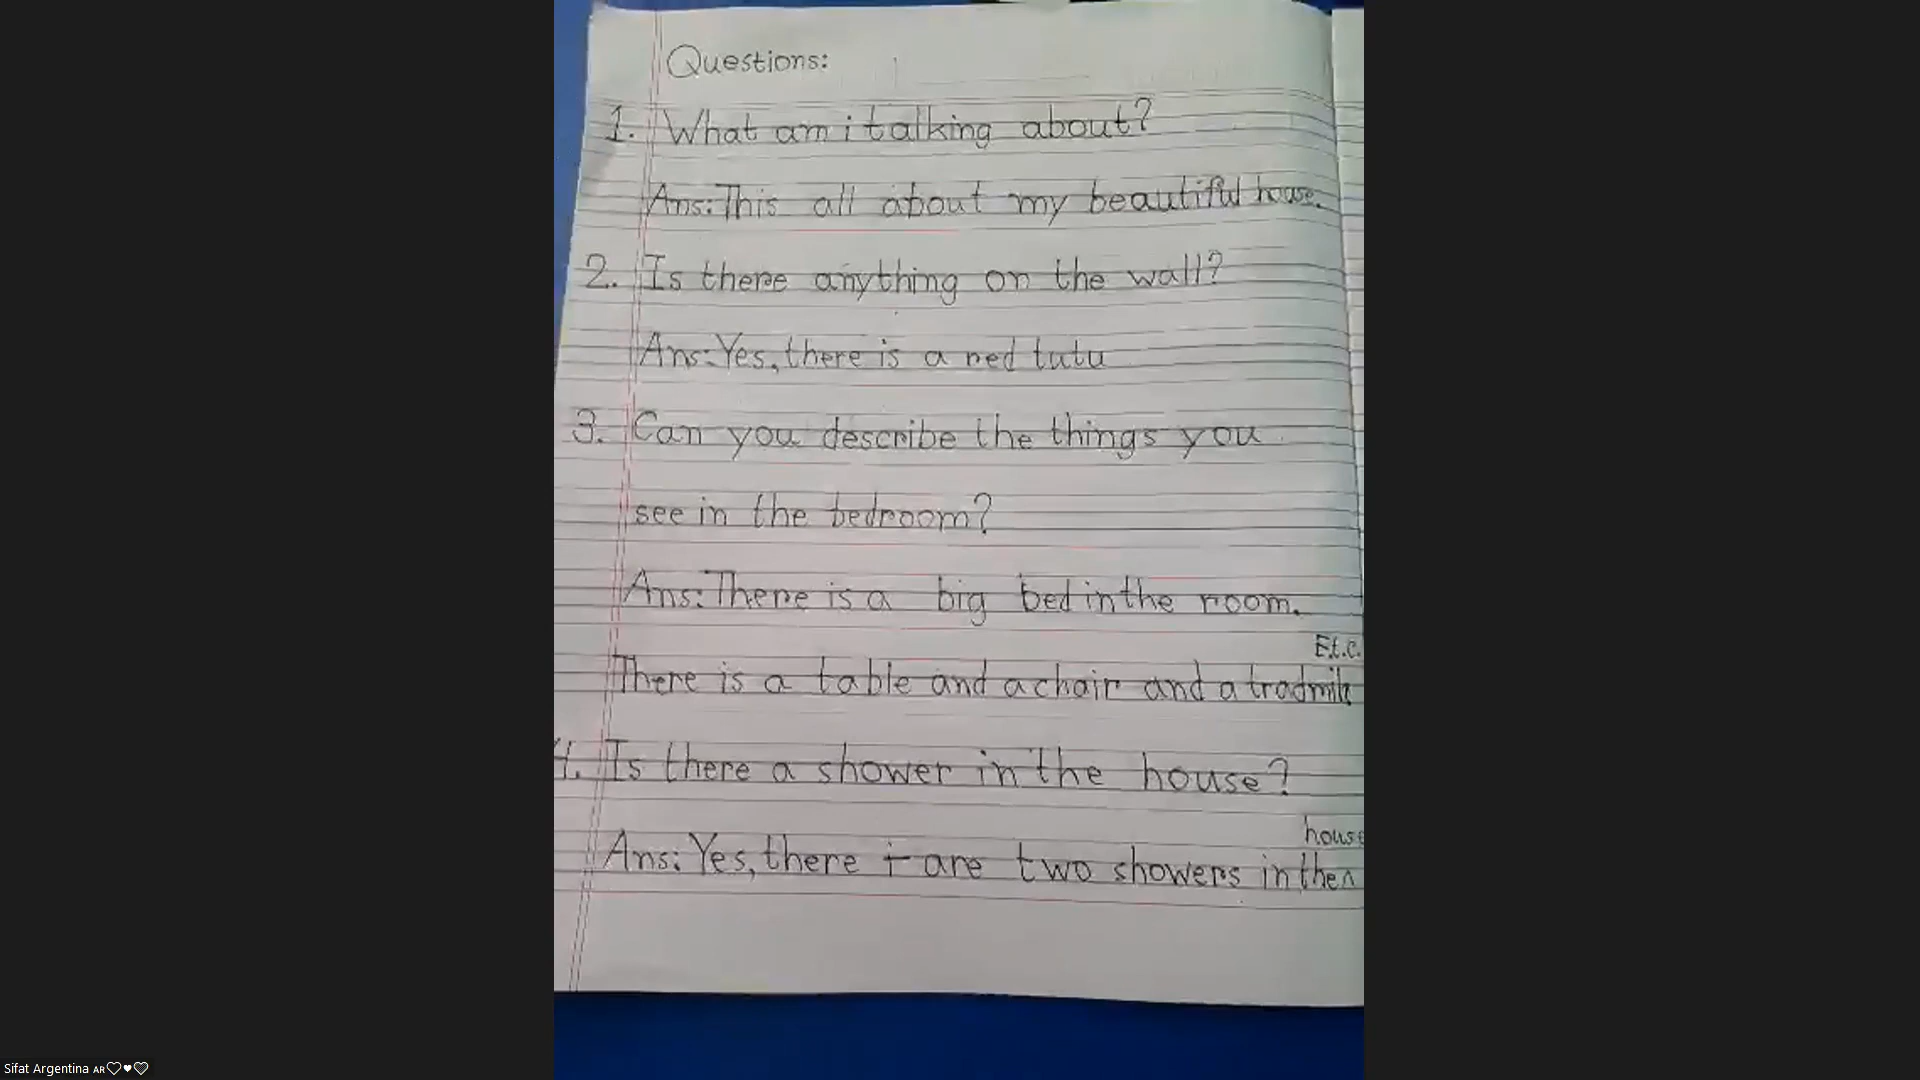 Questions:
1. What am i talking about?
Ans: This all about my beautiful house.
2. Is there anything on the wall?
Ans: Yes, there is a red tutu
3. Can you describe the things you
see in the bedroom?
Ans: There is a big bed in the room.
E.t.c.
There is a table and a chair and a tradmill
4. Is there a shower in the house?
house
Ans: Yes, there i are two showers in the
Sifat Argentina AR♡♥♡